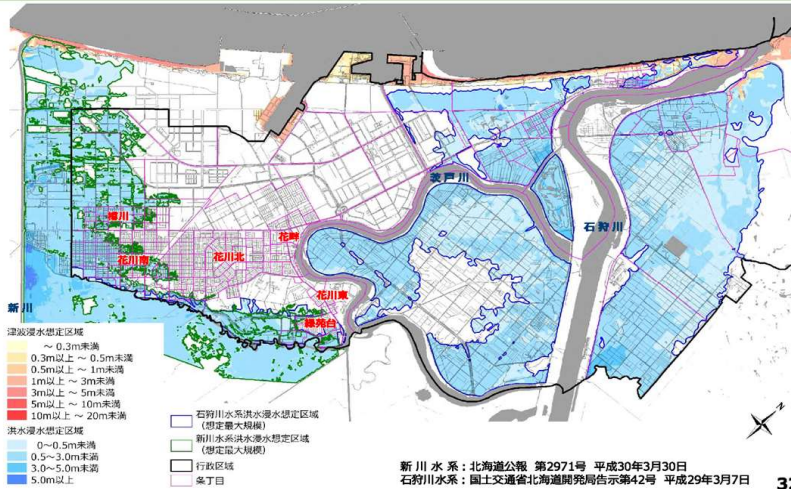 茨戸川
石狩川
樽川
花畔
花川南
花川北
花川東
緑苑台
新川
津波浸水想定区域
～ 0.3m未満
0.3m以上 ～ 0.5m未満
0.5m以上 ～ 1m未満
1m以上 ～ 3m未満
3m以上 ～ 5m未満
5m以上 ～ 10m未満
10m以上 ～ 20m未満
洪水浸水想定区域
0～0.5m未満
0.5～3.0m未満
3.0～5.0m未満
5.0m以上
石狩川水系洪水浸水想定区域
(想定最大規模)
新川水系洪水浸水想定区域
(想定最大規模)
行政区域
条丁目
N
新 川 水 系：北海道公報 第2971号 平成30年3月30日
石狩川水系：国土交通省北海道開発局告示第42号 平成29年3月7日